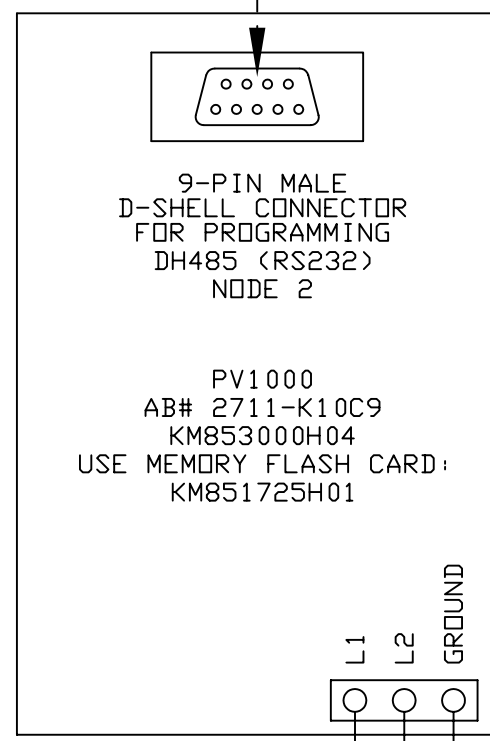 9-PIN MALE
D-SHELL CONNECTOR
FOR PROGRAMMING
DH485 (RS232)
NODE 2
PV1000
AB# 2711-K10C9
KM853000H04
USE MEMORY FLASH CARD:
KM851725H01
L1
L2
GROUND